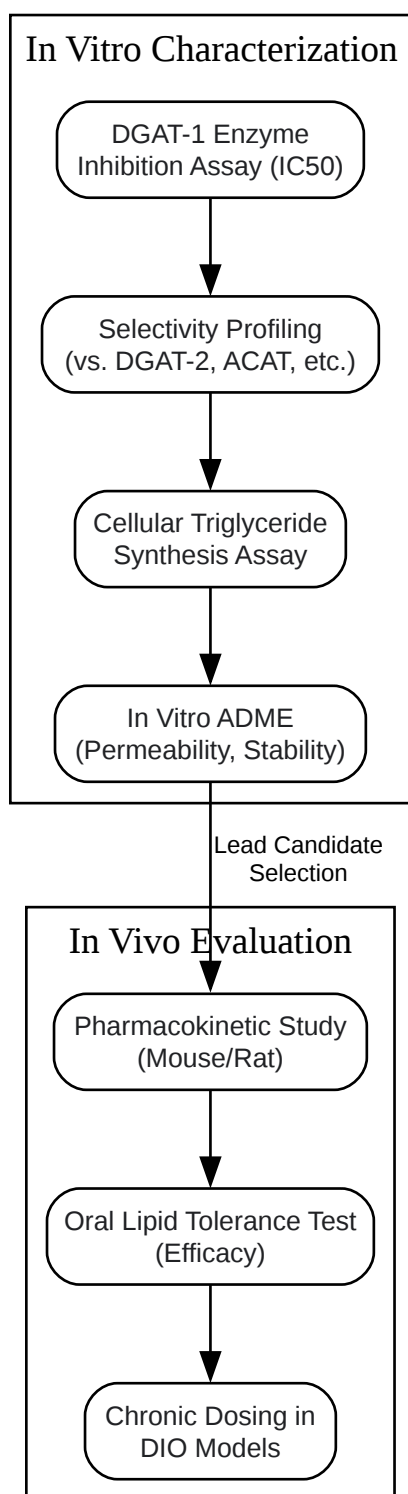 In Vitro Characterization
DGAT-1 Enzyme
Inhibition Assay (IC50)
Selectivity Profiling
(vs. DGAT-2, ACAT, etc.)
Cellular Triglyceride
Synthesis Assay
In Vitro ADME
(Permeability, Stability)
Lead Candidate
Selection
In Vivo Evaluation
Pharmacokinetic Study
(Mouse/Rat)
Oral Lipid Tolerance Test
(Efficacy)
Chronic Dosing in
DIO Models